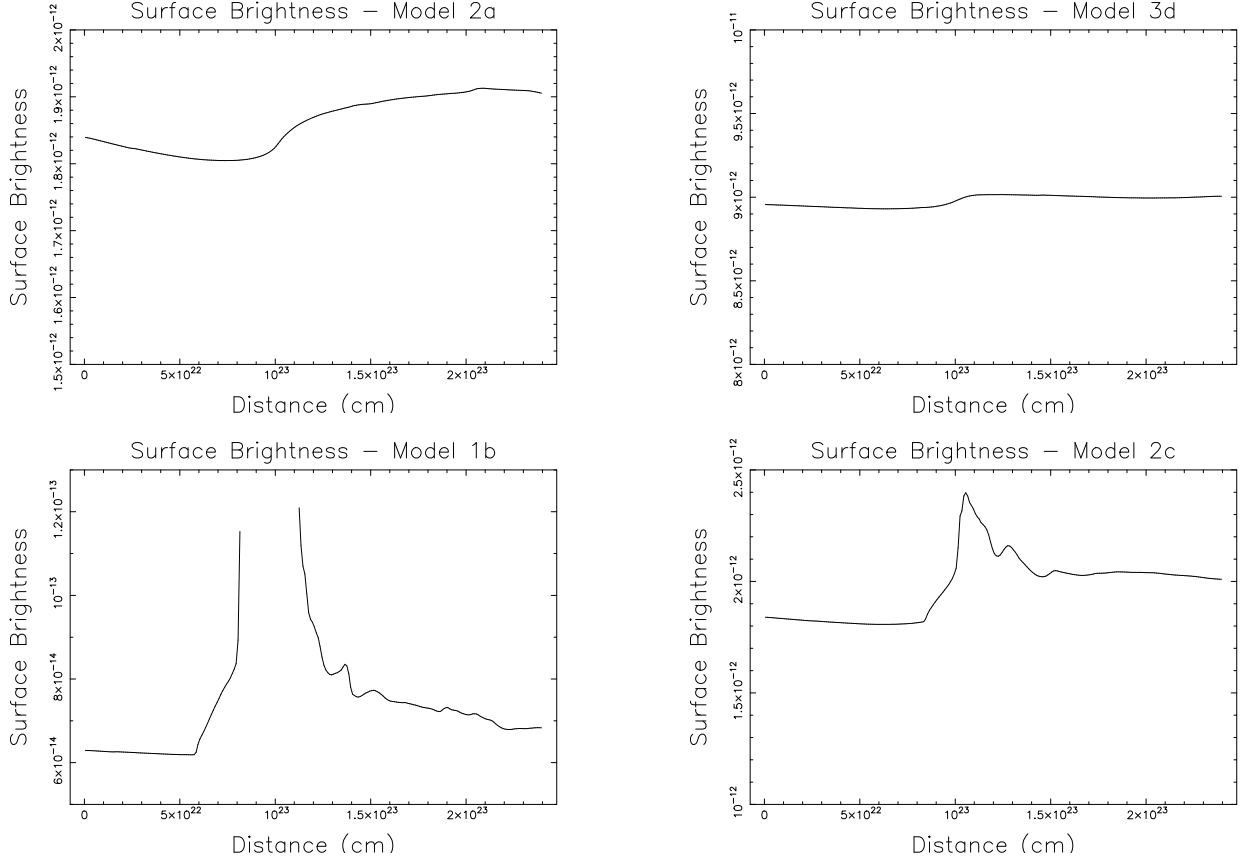 Surface Brightness – Model 2a
Surface Brightness
2×10⁻¹²
1.9×10⁻¹²
1.8×10⁻¹²
1.7×10⁻¹²
1.6×10⁻¹²
1.5×10⁻¹²
0 5×10²² 10²³ 1.5×10²³ 2×10²³
Distance (cm)
Surface Brightness – Model 3d
Surface Brightness
10⁻¹¹
9.5×10⁻¹²
9×10⁻¹²
8.5×10⁻¹²
8×10⁻¹²
0 5×10²² 10²³ 1.5×10²³ 2×10²³
Distance (cm)
Surface Brightness – Model 1b
Surface Brightness
1.2×10⁻¹³
10⁻¹³
8×10⁻¹⁴
6×10⁻¹⁴
0 5×10²² 10²³ 1.5×10²³ 2×10²³
Distance (cm)
Surface Brightness – Model 2c
Surface Brightness
2.5×10⁻¹²
2×10⁻¹²
1.5×10⁻¹²
10⁻¹²
0 5×10²² 10²³ 1.5×10²³ 2×10²³
Distance (cm)